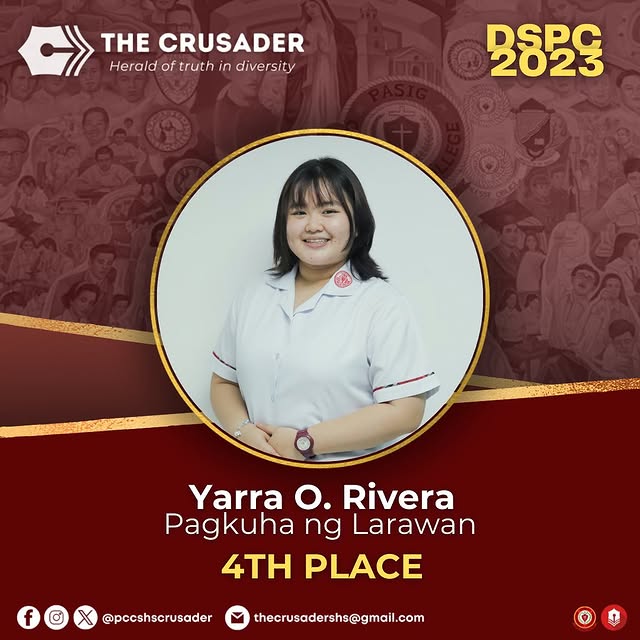 THE CRUSADER
Herald of truth in diversity
DSPC
2023
PASIG
Yarra O. Rivera
Pagkuha ng Larawan
4TH PLACE
@pccshscrusader
thecrusadershs@gmail.com